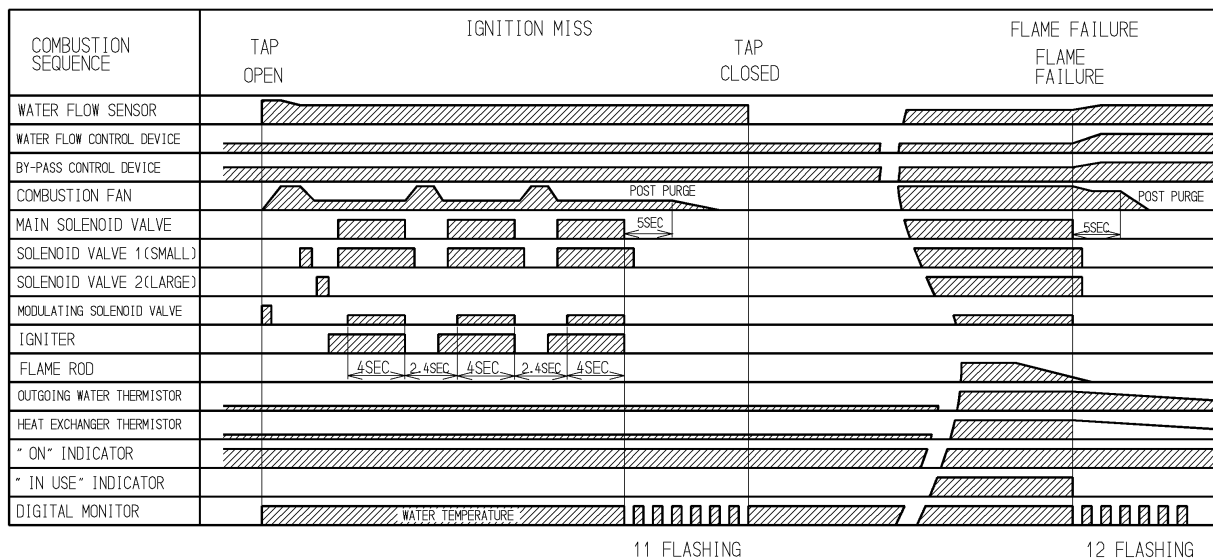 IGNITION MISS
FLAME FAILURE
COMBUSTION
SEQUENCE
TAP
OPEN
TAP
CLOSED
FLAME
FAILURE
WATER FLOW SENSOR
WATER FLOW CONTROL DEVICE
BY-PASS CONTROL DEVICE
COMBUSTION FAN
POST PURGE
POST PURGE
MAIN SOLENOID VALVE
5SEC
5SEC
SOLENOID VALVE 1(SMALL)
SOLENOID VALVE 2(LARGE)
MODULATING SOLENOID VALVE
IGNITER
FLAME ROD
4SEC 2.4SEC 4SEC 2.4SEC 4SEC
OUTGOING WATER THERMISTOR
HEAT EXCHANGER THERMISTOR
" ON" INDICATOR
" IN USE" INDICATOR
DIGITAL MONITOR
WATER TEMPERATURE
11 FLASHING
12 FLASHING